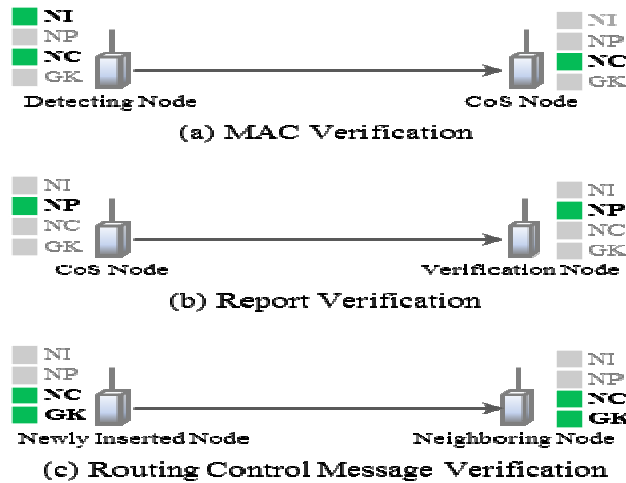 NI
NP
NC
GK
Detecting Node
NI
NP
NC
GK
CoS Node
(a) MAC Verification
NI
NP
NC
GK
CoS Node
NI
NP
NC
GK
Verification Node
(b) Report Verification
NI
NP
NC
GK
Newly Inserted Node
NI
NP
NC
GK
Neighboring Node
(c) Routing Control Message Verification